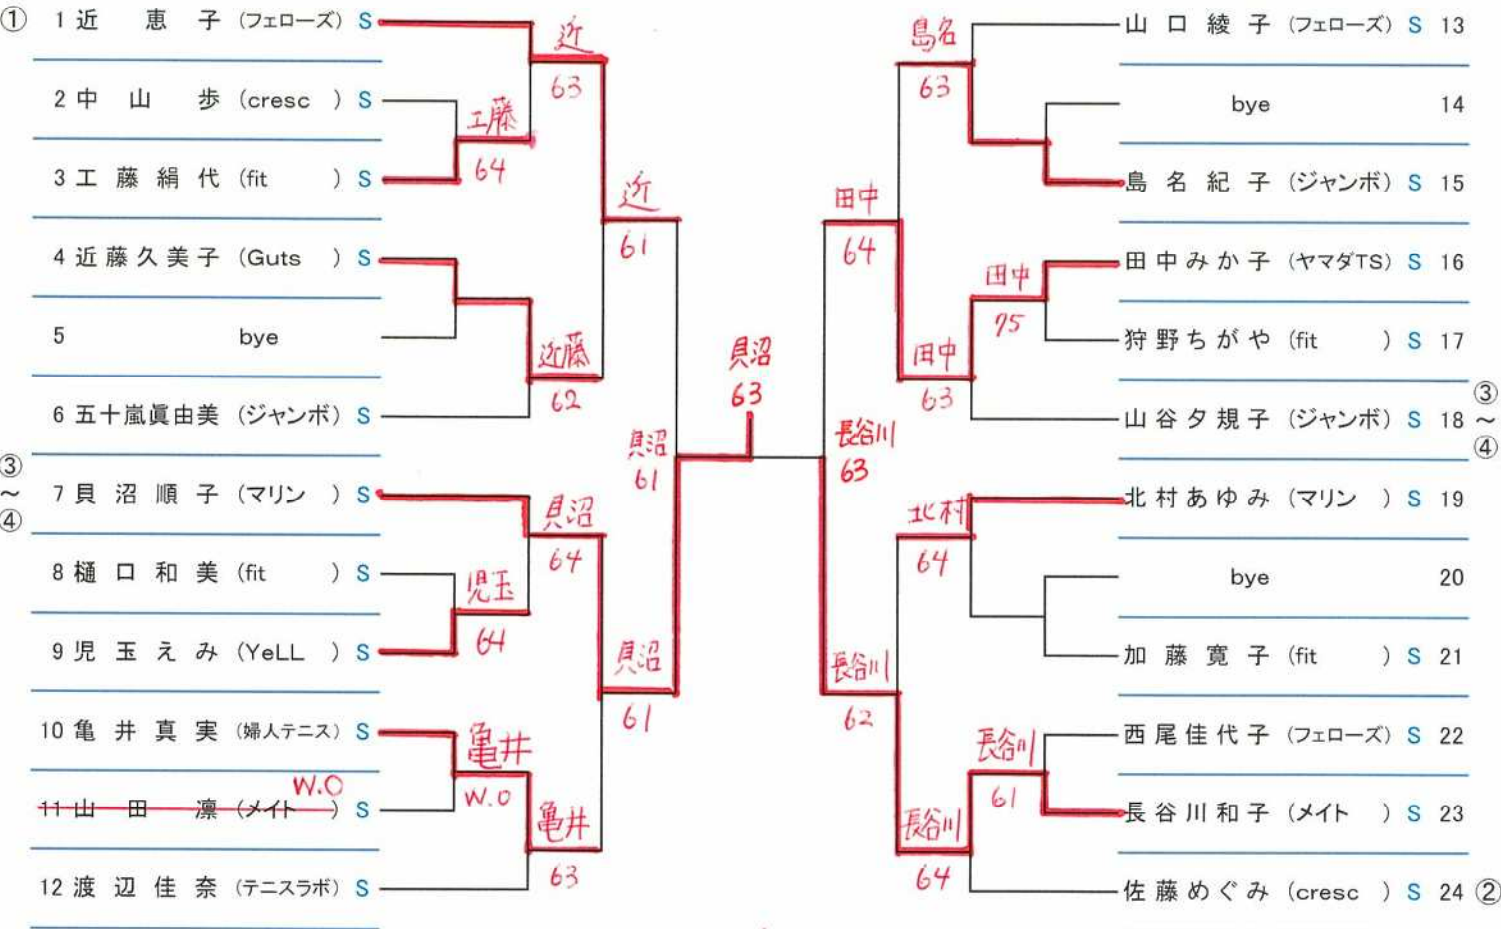 ① 1 近 恵 子 (フェローズ) S
2 中 山 歩 (cresc ) S
3 工 藤 絹 代 (fit ) S
4 近 藤 久 美 子 (Guts ) S
5 bye
6 五十嵐眞由美 (ジャンボ) S
③
~
④
7 貝 沼 順 子 (マリン ) S
8 樋 口 和 美 (fit ) S
9 児 玉 え み (YeLL ) S
10 亀 井 真 実 (婦人テニス) S
W.O
11 山 田 凛 (メイト ) S
12 渡 辺 佳 奈 (テニスラボ) S
工藤
64
児玉
64
亀井
W.O
近
63
近藤
62
貝沼
64
亀井
63
近
61
貝沼
61
貝沼
61
貝沼
63
長谷川
63
田中
64
長谷川
62
島名
63
田中
63
北村
64
長谷川
64
田中
75
長谷川
61
山 口 綾 子 (フェローズ) S 13
bye 14
島 名 紀 子 (ジャンボ) S 15
田 中 み か 子 (ヤマダTS) S 16
狩 野 ち が や (fit ) S 17
山 谷 夕 規 子 (ジャンボ) S 18
③
~
④
北 村 あ ゆ み (マリン ) S 19
bye 20
加 藤 寛 子 (fit ) S 21
西 尾 佳 代 子 (フェローズ) S 22
長 谷 川 和 子 (メイト ) S 23
佐 藤 め ぐ み (cresc ) S 24 ②